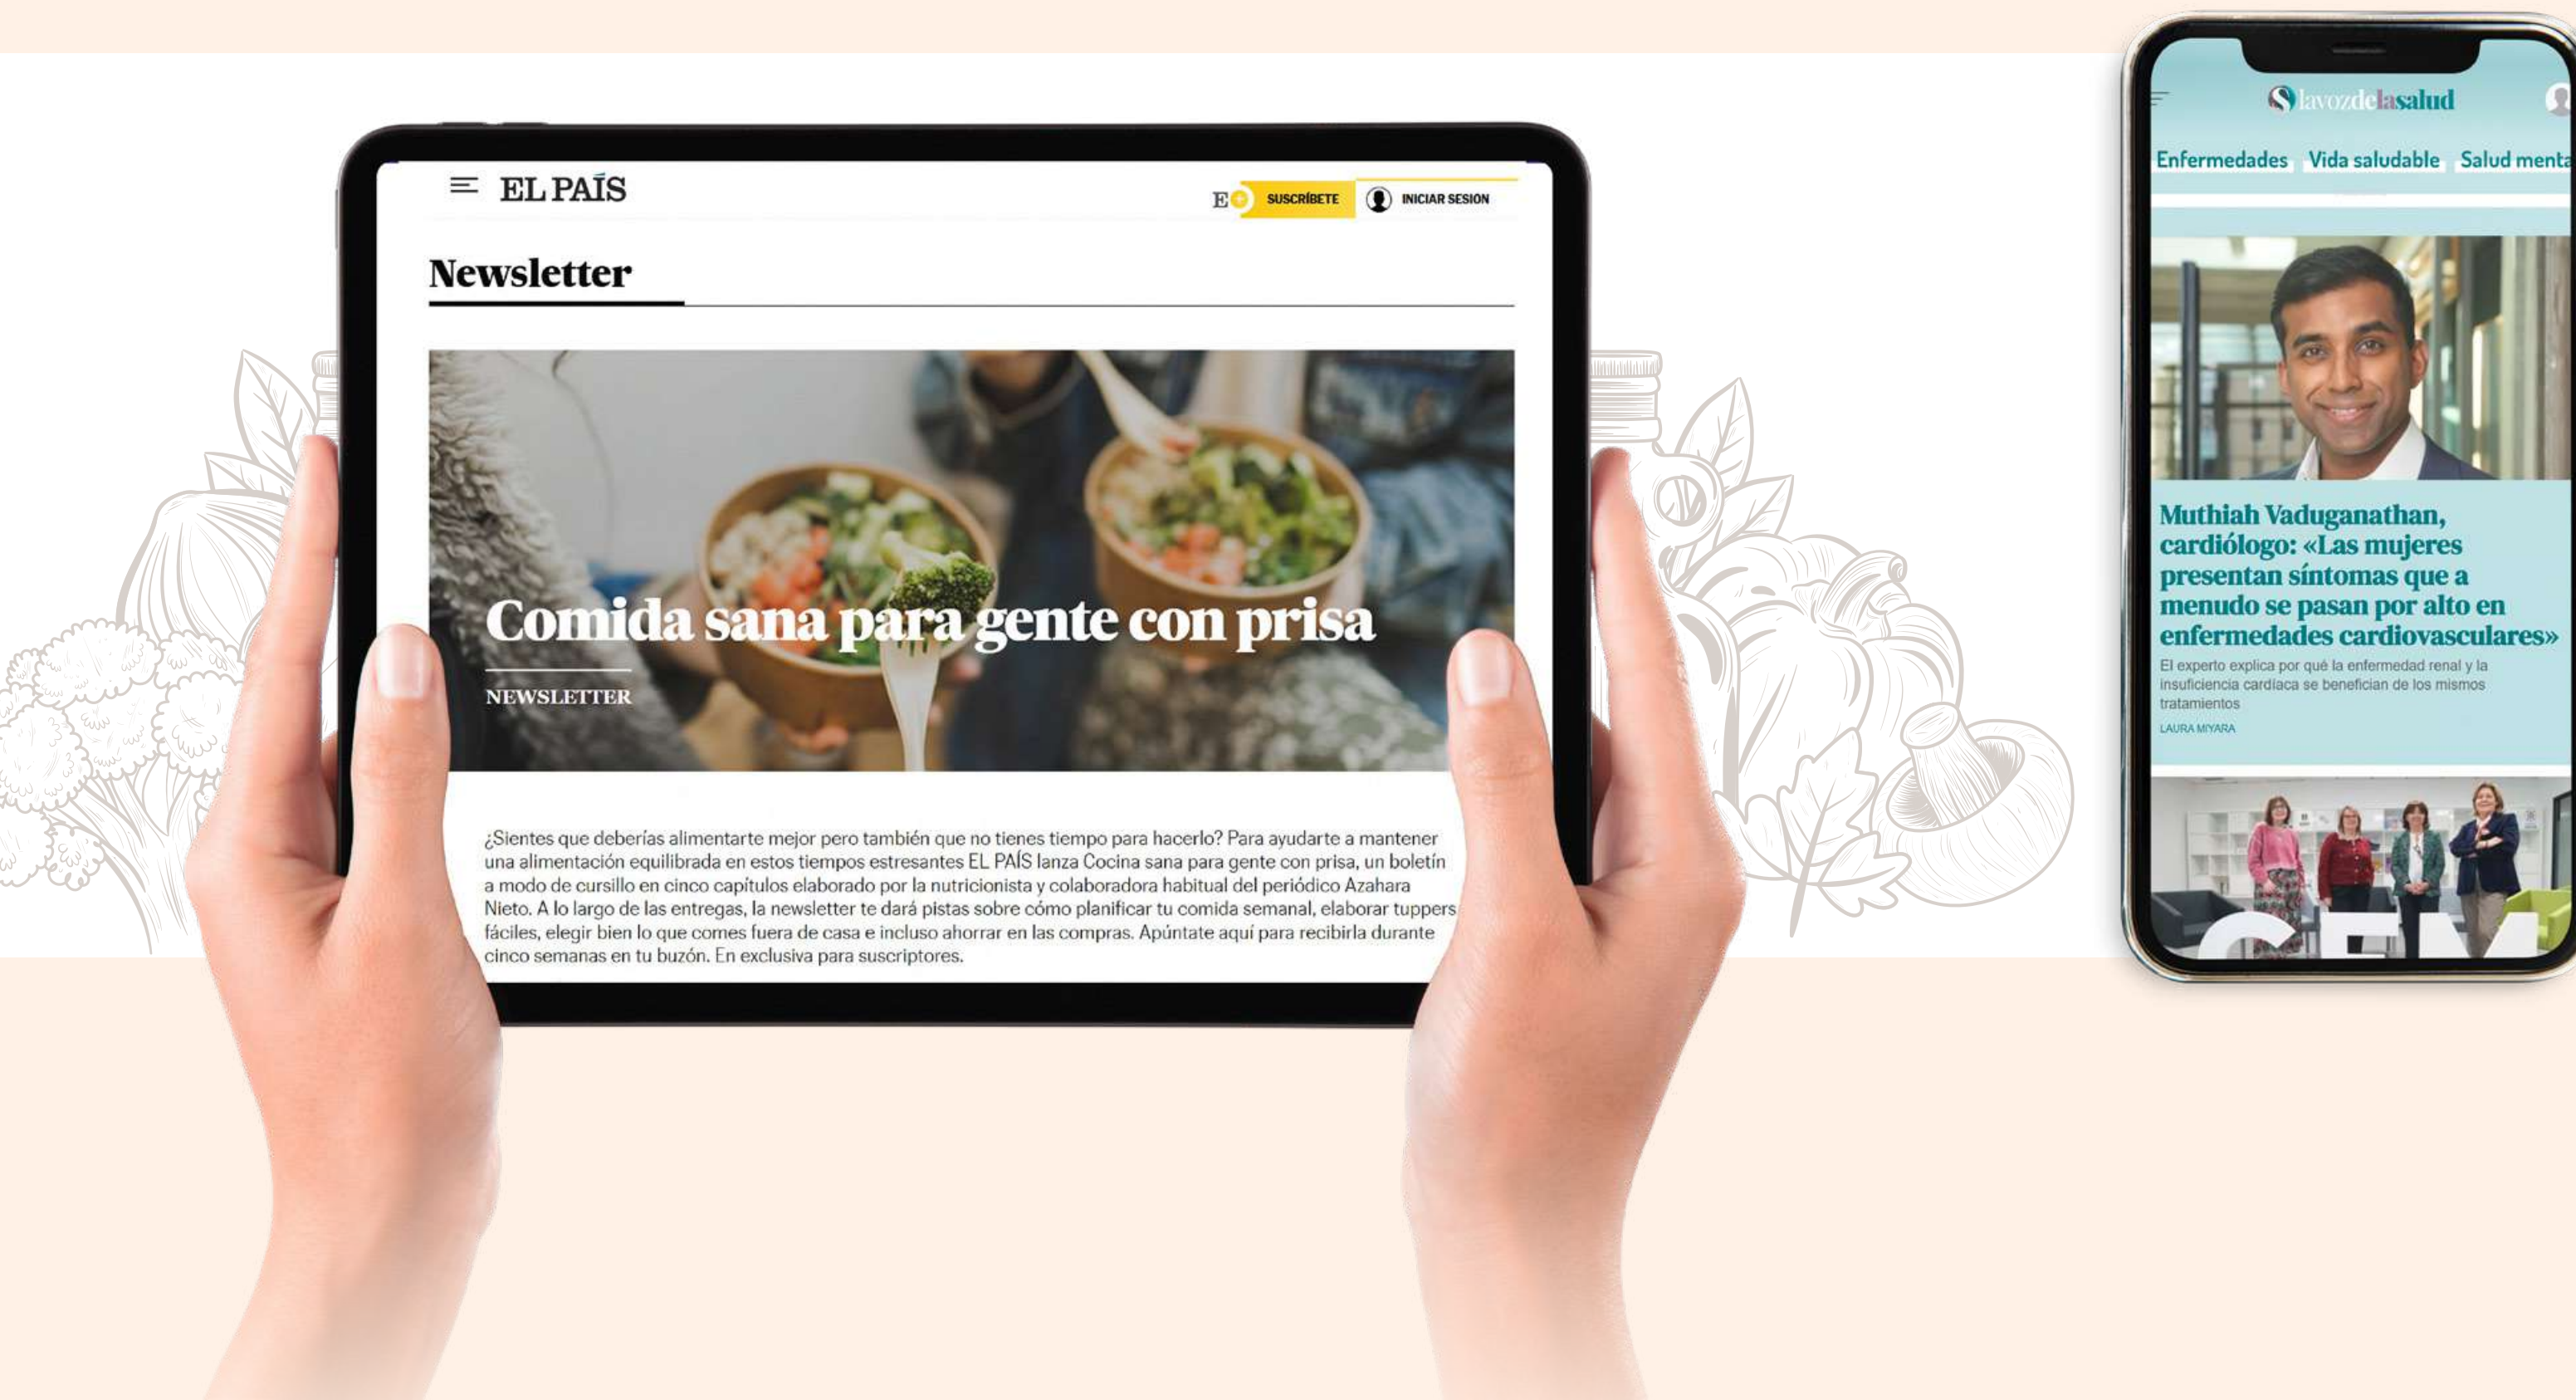 EL PAÍS
E+ SUSCRÍBETE INICIAR SESION
Newsletter
Comida sana para gente con prisa
NEWSLETTER
¿Sientes que deberías alimentarte mejor pero también que no tienes tiempo para hacerlo? Para ayudarte a mantener
una alimentación equilibrada en estos tiempos estresantes EL PAÍS lanza Cocina sana para gente con prisa, un boletín
a modo de cursillo en cinco capítulos elaborado por la nutricionista y colaboradora habitual del periódico Azahara
Nieto. A lo largo de las entregas, la newsletter te dará pistas sobre cómo planificar tu comida semanal, elaborar tuppers
fáciles, elegir bien lo que comes fuera de casa e incluso ahorrar en las compras. Apúntate aquí para recibirla durante
cinco semanas en tu buzón. En exclusiva para suscriptores.
lavozdelasalud
Enfermedades Vida saludable Salud menta
Muthiah Vaduganathan,
cardiólogo: «Las mujeres
presentan síntomas que a
menudo se pasan por alto en
enfermedades cardiovasculares»
El experto explica por qué la enfermedad renal y la
insuficiencia cardíaca se benefician de los mismos
tratamientos
LAURA MIYARA